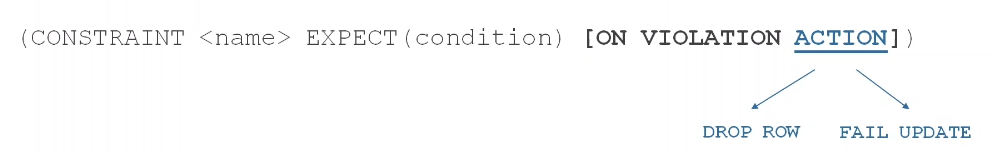 (CONSTRAINT <name> EXPECT(condition) [ON VIOLATION ACTION])
DROP ROW FAIL UPDATE